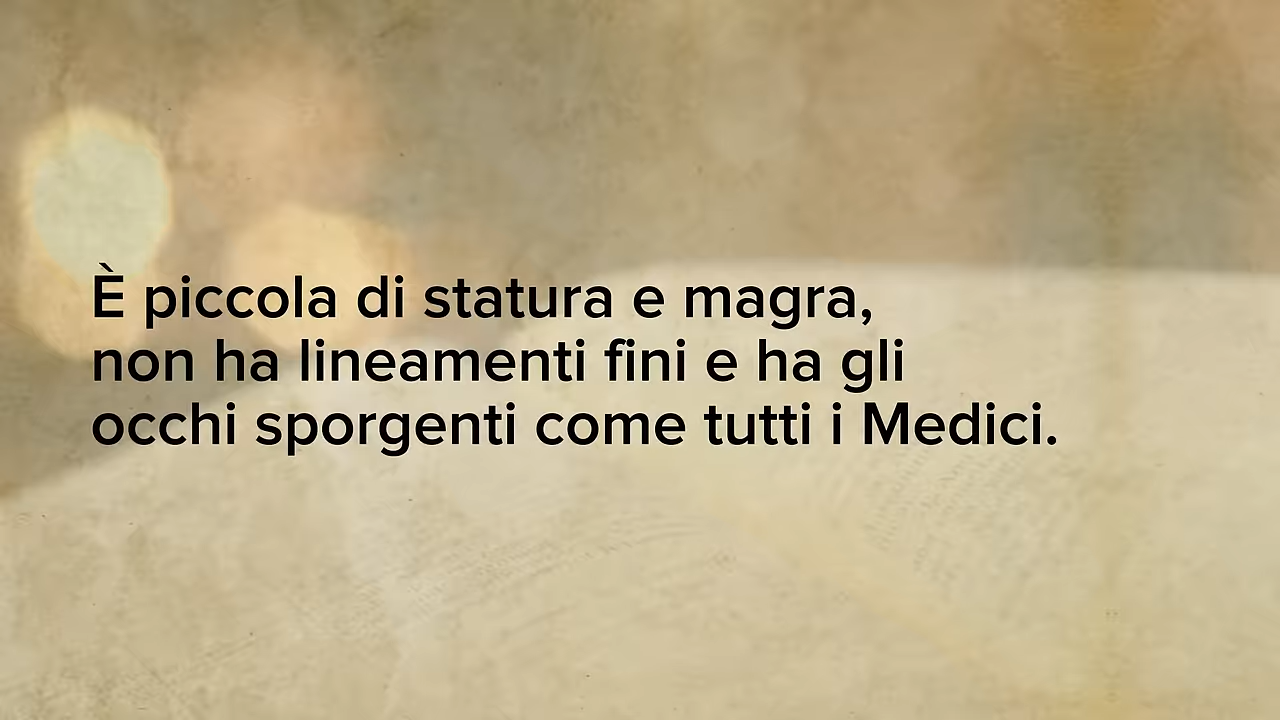 È piccola di statura e magra,
non ha lineamenti fini e ha gli
occhi sporgenti come tutti i Medici.